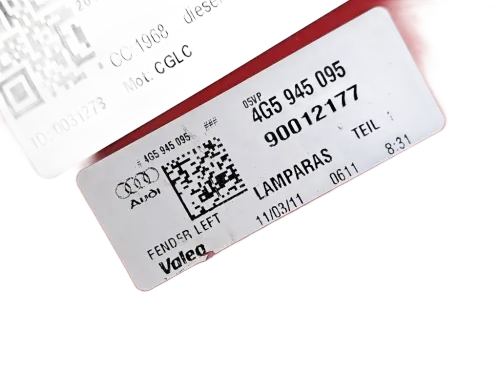 CC 1968 diesel
Mot: CGLC
05VP
# 4G5 945 095 ###
4G5 945 095
90012177
Audi
LAMPARAS TEIL
FENDER LEFT
11/03/11 0611 8:31
Valeo